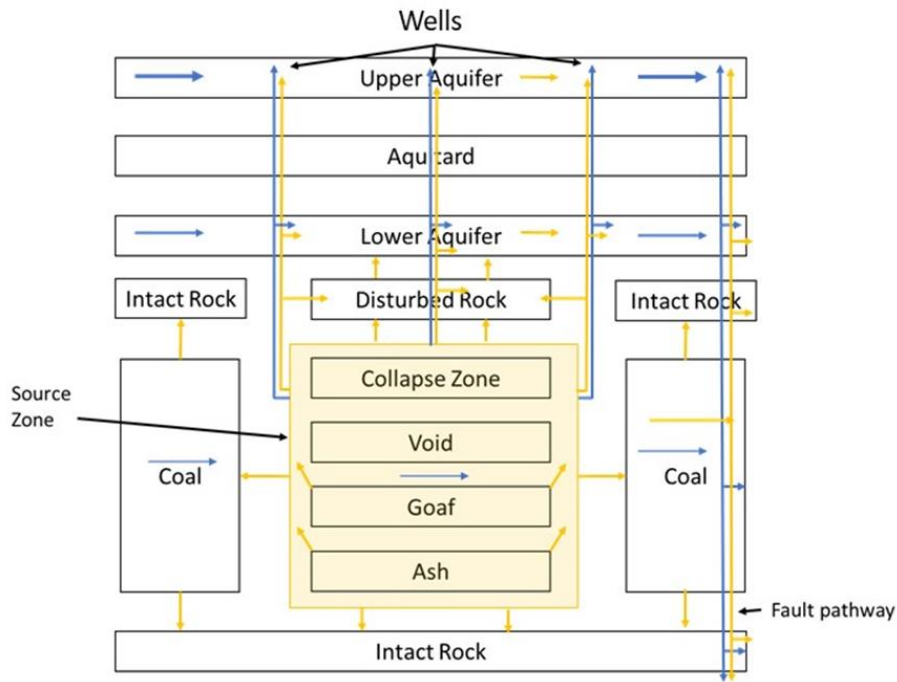 Wells
Upper Aquifer
Aquitard
Lower Aquifer
Intact Rock
Disturbed Rock
Intact Rock
Collapse Zone
Source
Zone
Void
Coal
Coal
Goaf
Ash
Fault pathway
Intact Rock